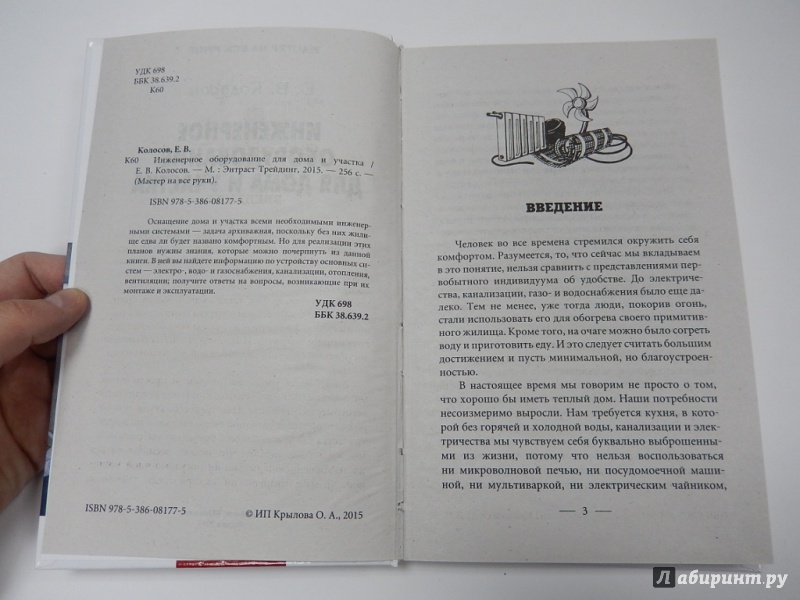 УДК 698
ББК 38.639.2
К60
Колосов, Е. В.
К60 Инженерное оборудование для дома и участка /
Е. В. Колосов. — М. : Энтраст Трейдинг, 2015. — 256 с. —
(Мастер на все руки).
ISBN 978-5-386-08177-5
Оснащение дома и участка всеми необходимыми инженер-
ными системами — задача архиважная, поскольку без них жили-
ще едва ли будет названо комфортным. Но для реализации этих
планов нужны знания, которые можно почерпнуть из данной
книги. В ней вы найдете информацию по устройству основных си-
стем — электро-, водо- и газоснабжения, канализации, отопления,
вентиляции; получите ответы на вопросы, возникающие при их
монтаже и эксплуатации.
УДК 698
ББК 38.639.2
ISBN 978-5-386-08177-5
© ИП Крылова О. А., 2015
ВВЕДЕНИЕ
Человек во все времена стремился окружить себя
комфортом. Разумеется, то, что сейчас мы вкладываем
в это понятие, нельзя сравнить с представлениями пер-
вобытного индивидуума об удобстве. До электриче-
ства, канализации, газо- и водоснабжения было еще да-
леко. Тем не менее, уже тогда люди, покорив огонь,
стали использовать его для обогрева своего примитив-
ного жилища. Кроме того, на очаге можно было согреть
воду и приготовить еду. И это следует считать большим
достижением и пусть минимальной, но благоустроен-
ностью.
В настоящее время мы говорим не просто о том,
что хорошо бы иметь теплый дом. Наши потребности
несоизмеримо выросли. Нам требуется кухня, в кото-
рой без горячей и холодной воды, канализации и элек-
тричества мы чувствуем себя буквально выброшенны-
ми из жизни, потому что нельзя воспользоваться
ни микроволновой печью, ни посудомоечной маши-
ной, ни мультиваркой, ни электрическим чайником,
— 3 —
Лабиринт.ру